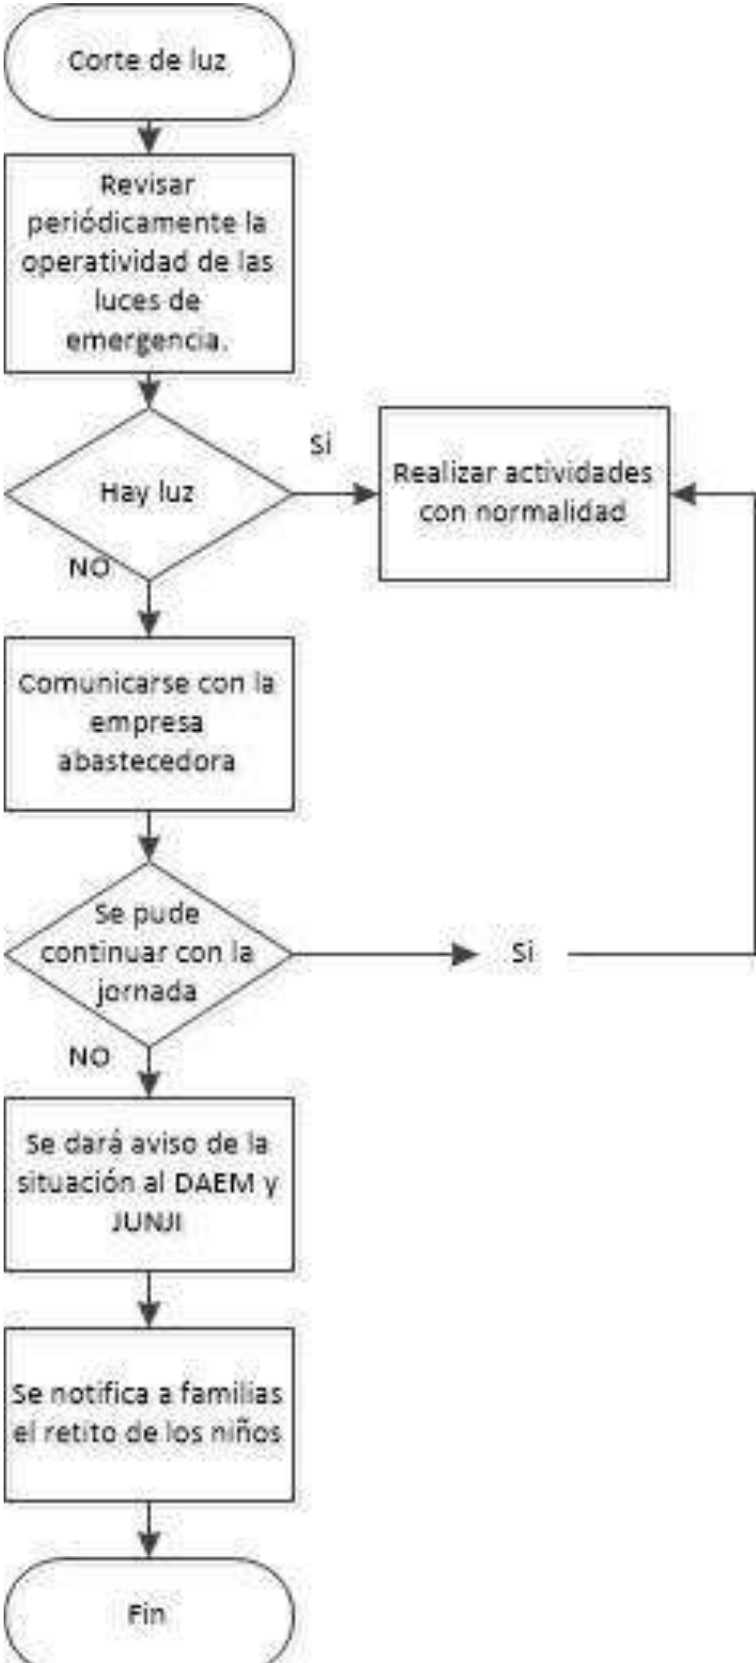 Corte de luz
Revisar
periódicamente la
operatividad de las
luces de
emergencia.
Si
Hay luz
Realizar actividades
con normalidad
NO
Comunicarse con la
empresa
abastecedora
Se pude
continuar con la
jornada
Si
NO
Se dará aviso de la
situación al DAEM y
JUNJI
Se notifica a familias
el retito de los niños
Fin